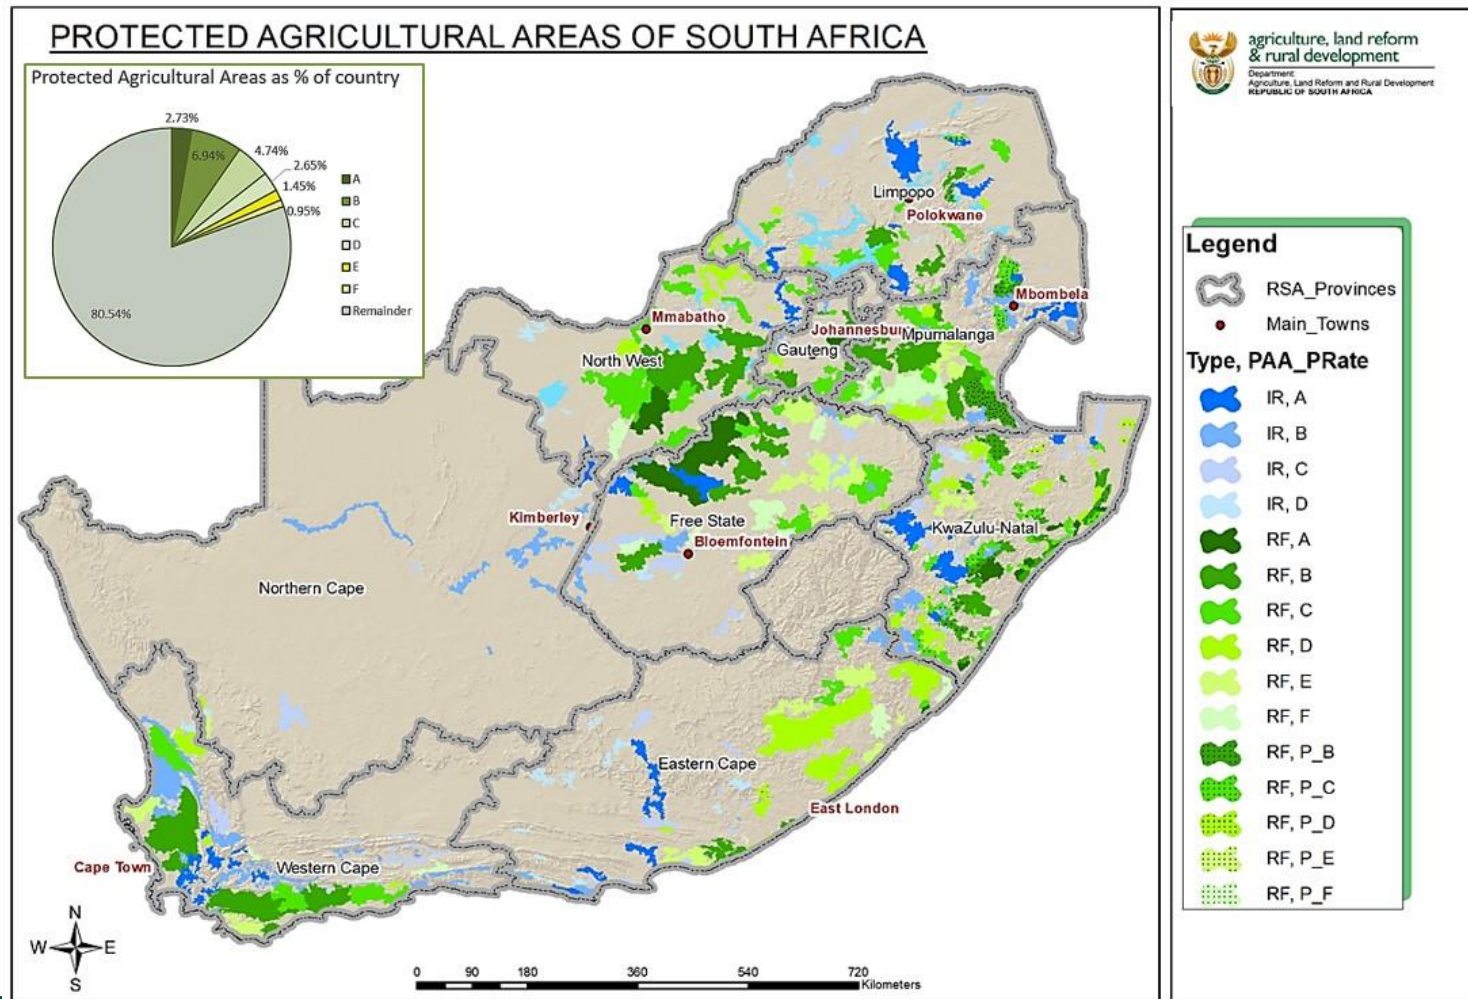 PROTECTED AGRICULTURAL AREAS OF SOUTH AFRICA
Protected Agricultural Areas as % of country
2.73%
6.94%
4.74%
2.65%
1.45%
0.95%
80.54%
A
B
C
D
E
F
Remainder
Limpopo
Polokwane
Mbombela
Mmabatho
Johannesbur
Mpumalanga
Gauteng
North West
Kimberley
Free State
Bloemfontein
KwaZulu-Natal
Northern Cape
Eastern Cape
East London
Cape Town
Western Cape
N
W
E
S
0
90
180
360
540
720
Kilometers
agriculture, land reform
& rural development
Department:
Agriculture, Land Reform and Rural Development
REPUBLIC OF SOUTH AFRICA
Legend
RSA_Provinces
Main_Towns
Type, PAA_PRate
IR, A
IR, B
IR, C
IR, D
RF, A
RF, B
RF, C
RF, D
RF, E
RF, F
RF, P_B
RF, P_C
RF, P_D
RF, P_E
RF, P_F